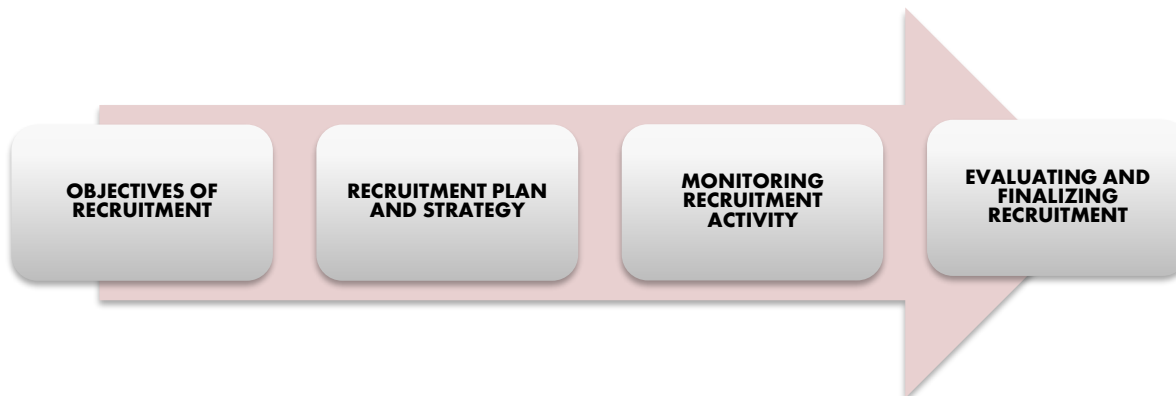 OBJECTIVES OF
RECRUITMENT
RECRUITMENT PLAN
AND STRATEGY
MONITORING
RECRUITMENT
ACTIVITY
EVALUATING AND
FINALIZING
RECRUITMENT